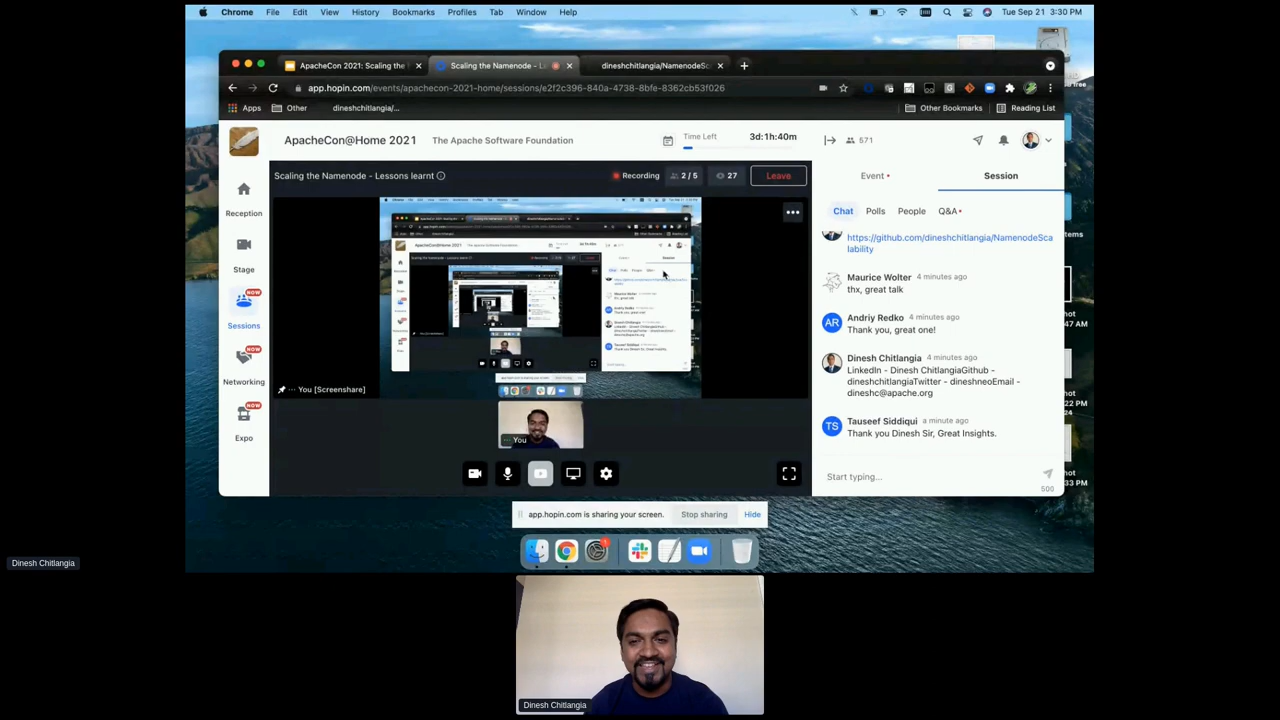 Chrome File Edit View History Bookmarks Profiles Tab Window Help Tue Sep 21 3:30 PM
ApacheCon 2021: Scaling the Scaling the Namenode - L dineshchitlangia/NamenodeSc
app.hopin.com/events/apachecon-2021-home/sessions/e2f2c396-840a-4738-8bfe-8362cb53f026
Apps Other dineshchitlangia/... Other Bookmarks Reading List
ApacheCon@Home 2021 The Apache Software Foundation Time Left 3d:1h:40m 571
Scaling the Namenode - Lessons learnt Recording 2 / 5 27 Leave
Event Session
Chat Polls People Q&A
Reception
Stage
NOW
Sessions
NOW
Networking
NOW
Expo
https://github.com/dineshchitlangia/NamenodeSca
lability
Maurice Wolter 4 minutes ago
thx, great talk
AR
Andriy Redko 4 minutes ago
Thank you, great one!
Dinesh Chitlangia 4 minutes ago
LinkedIn - Dinesh ChitlangiaGithub -
dineshchitlangiaTwitter - dineshneoEmail -
dineshc@apache.org
TS
Tauseef Siddiqui a minute ago
Thank you Dinesh Sir, Great Insights.
Start typing...
500
You [Screenshare]
You
app.hopin.com is sharing your screen. Stop sharing Hide
Dinesh Chitlangia
Dinesh Chitlangia